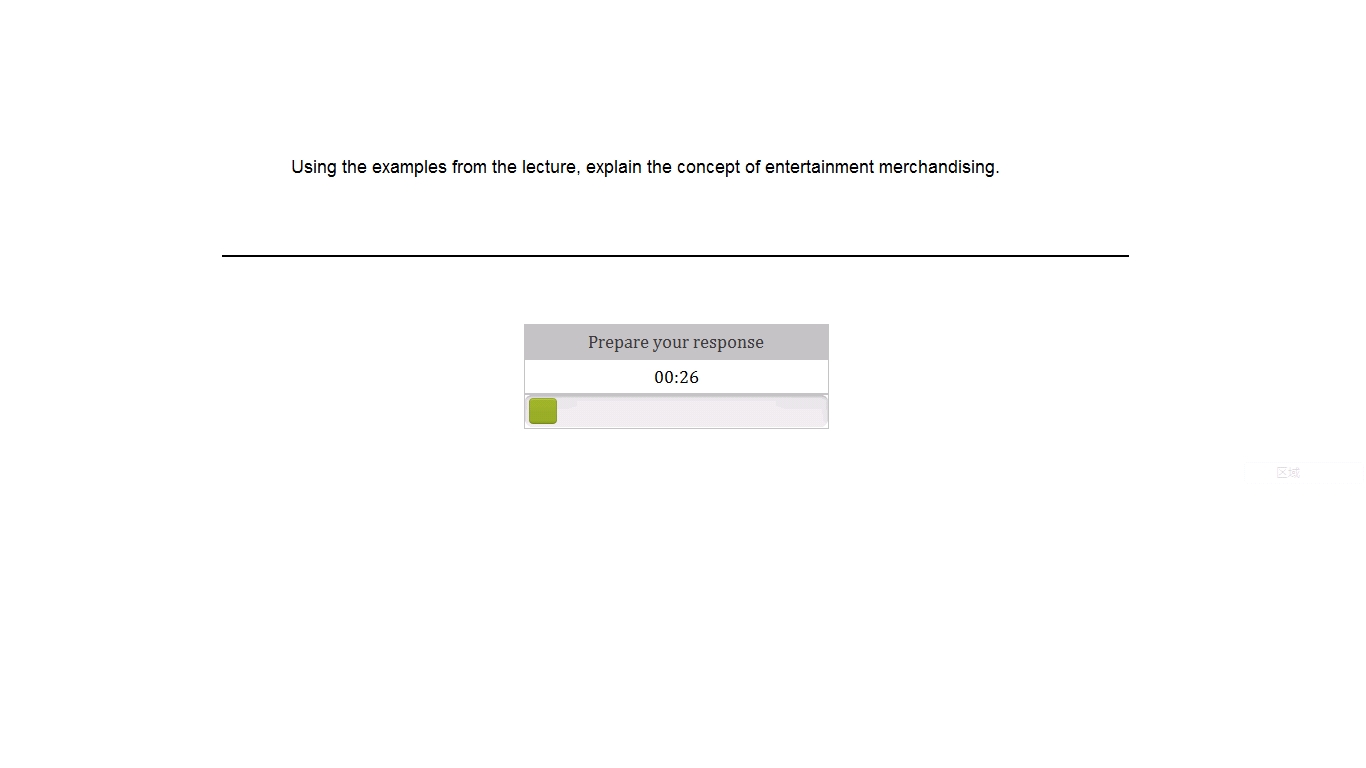 Using the examples from the lecture, explain the concept of entertainment merchandising.
Prepare your response
00:26
区域